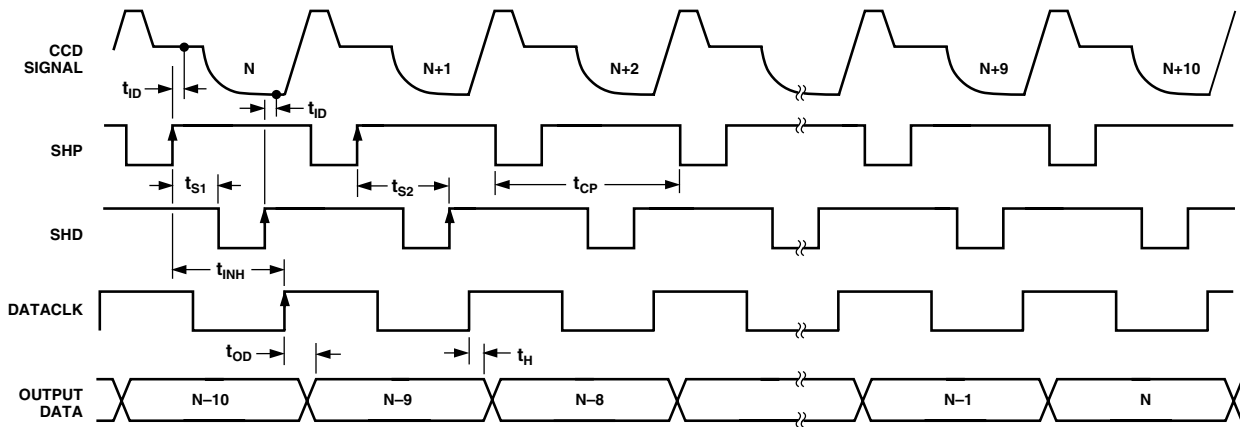 CCD
SIGNAL
N
N+1
N+2
N+9
N+10
tID
tID
SHP
tS1
tS2
tCP
SHD
tINH
DATACLK
tOD
tH
OUTPUT
DATA
N–10
N–9
N–8
N–1
N